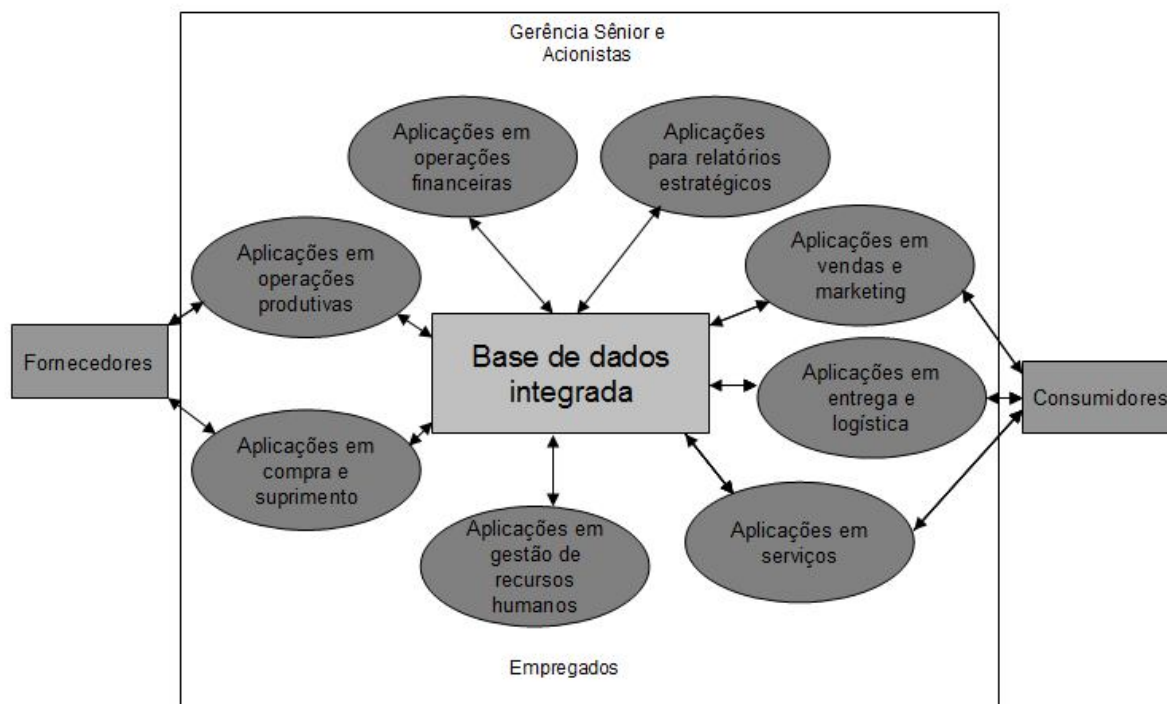 Gerência Sênior e
Acionistas
Aplicações em
operações
financeiras
Aplicações
para relatórios
estratégicos
Aplicações em
operações
produtivas
Aplicações em
vendas e
marketing
Fornecedores
Base de dados
integrada
Aplicações em
entrega e
logística
Consumidores
Aplicações em
compra e
suprimento
Aplicações em
gestão de
recursos
humanos
Aplicações em
serviços
Empregados